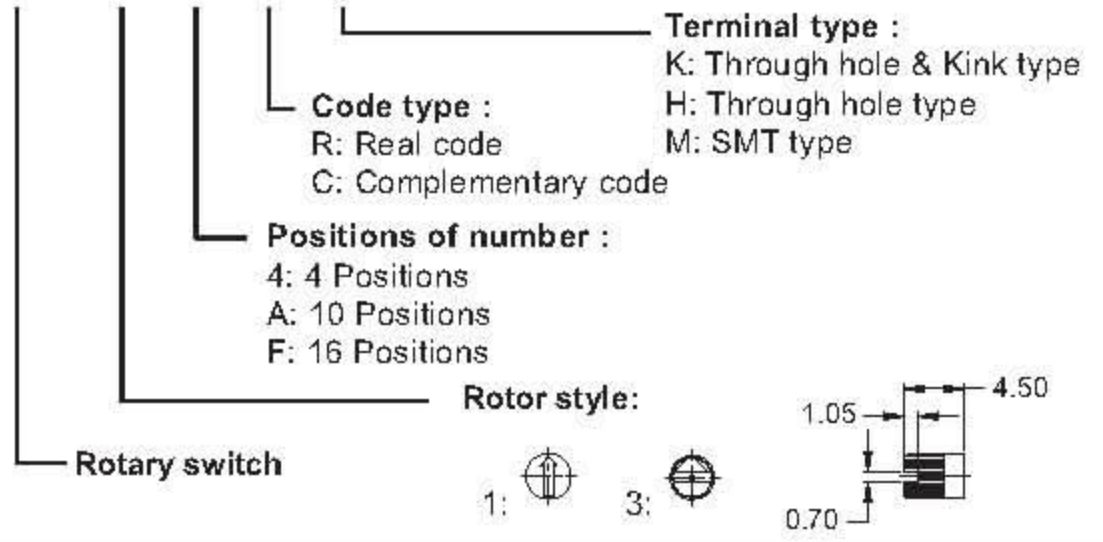 Terminal type :
K: Through hole & Kink type
H: Through hole type
M: SMT type
Code type :
R: Real code
C: Complementary code
Positions of number :
4: 4 Positions
A: 10 Positions
F: 16 Positions
Rotor style:
1:
3:
4.50
1.05
0.70
Rotary switch